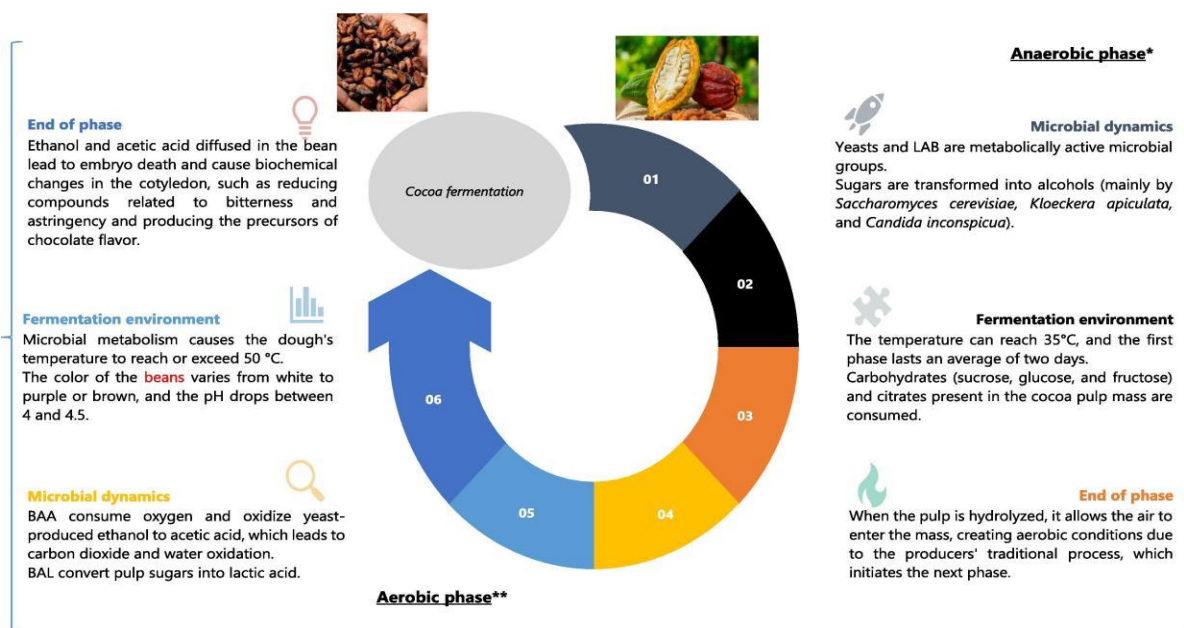 Anaerobic phase*
Microbial dynamics
Yeasts and LAB are metabolically active microbial
groups.
Sugars are transformed into alcohols (mainly by
Saccharomyces cerevisiae, Kloeckera apiculata,
and Candida inconspicua).
Fermentation environment
The temperature can reach 35°C, and the first
phase lasts an average of two days.
Carbohydrates (sucrose, glucose, and fructose)
and citrates present in the cocoa pulp mass are
consumed.
End of phase
When the pulp is hydrolyzed, it allows the air to
enter the mass, creating aerobic conditions due
to the producers' traditional process, which
initiates the next phase.
Cocoa fermentation
01
02
03
04
05
06
Aerobic phase**
Microbial dynamics
BAA consume oxygen and oxidize yeast-
produced ethanol to acetic acid, which leads to
carbon dioxide and water oxidation.
BAL convert pulp sugars into lactic acid.
Fermentation environment
Microbial metabolism causes the dough's
temperature to reach or exceed 50 °C.
The color of the beans varies from white to
purple or brown, and the pH drops between
4 and 4.5.
End of phase
Ethanol and acetic acid diffused in the bean
lead to embryo death and cause biochemical
changes in the cotyledon, such as reducing
compounds related to bitterness and
astringency and producing the precursors of
chocolate flavor.